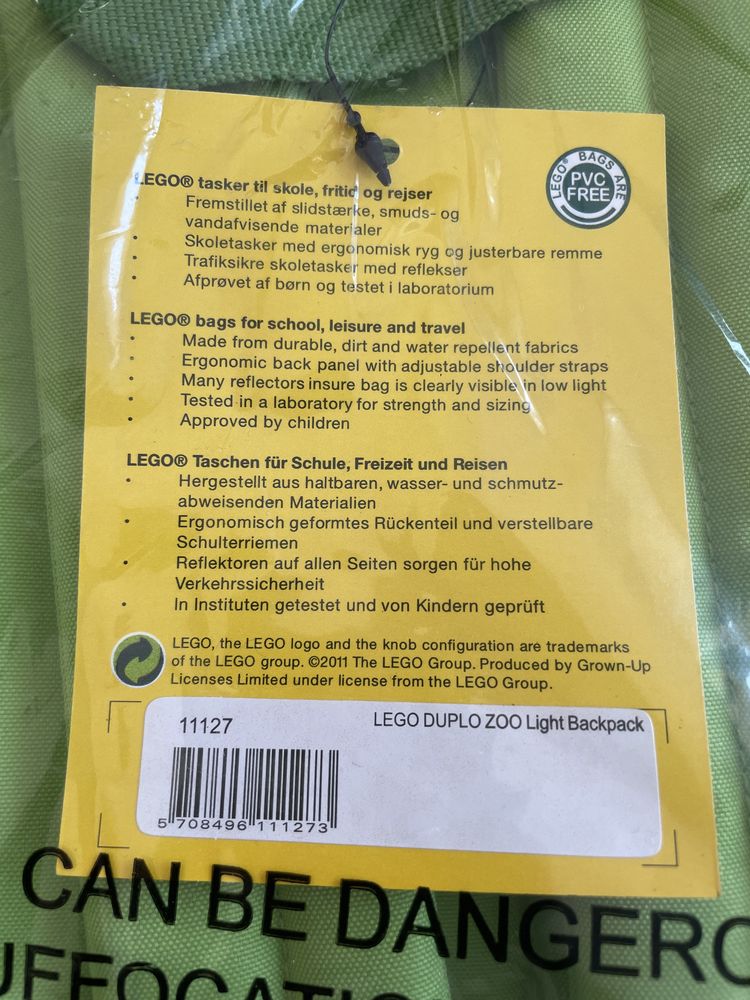 LEGO® tasker til skole, fritid og rejser
Fremstillet af slidstærke, smuds- og
vandafvisende materialer
Skoletasker med ergonomisk ryg og justerbare remme
Trafiksikre skoletasker med reflekser
Afprøvet af børn og testet i laboratorium
LEGO® BAGS ARE
PVC
FREE
LEGO® bags for school, leisure and travel
Made from durable, dirt and water repellent fabrics
Ergonomic back panel with adjustable shoulder straps
Many reflectors insure bag is clearly visible in low light
Tested in a laboratory for strength and sizing
Approved by children
LEGO® Taschen für Schule, Freizeit und Reisen
Hergestellt aus haltbaren, wasser- und schmutz-
abweisenden Materialien
Ergonomisch geformtes Rückenteil und verstellbare
Schulterriemen
Reflektoren auf allen Seiten sorgen für hohe
Verkehrssicherheit
In Instituten getestet und von Kindern geprüft
LEGO, the LEGO logo and the knob configuration are trademarks
of the LEGO group. ©2011 The LEGO Group. Produced by Grown-Up
Licenses Limited under license from the LEGO Group.
11127 LEGO DUPLO ZOO Light Backpack
5 708496 111273
CAN BE DANGERO